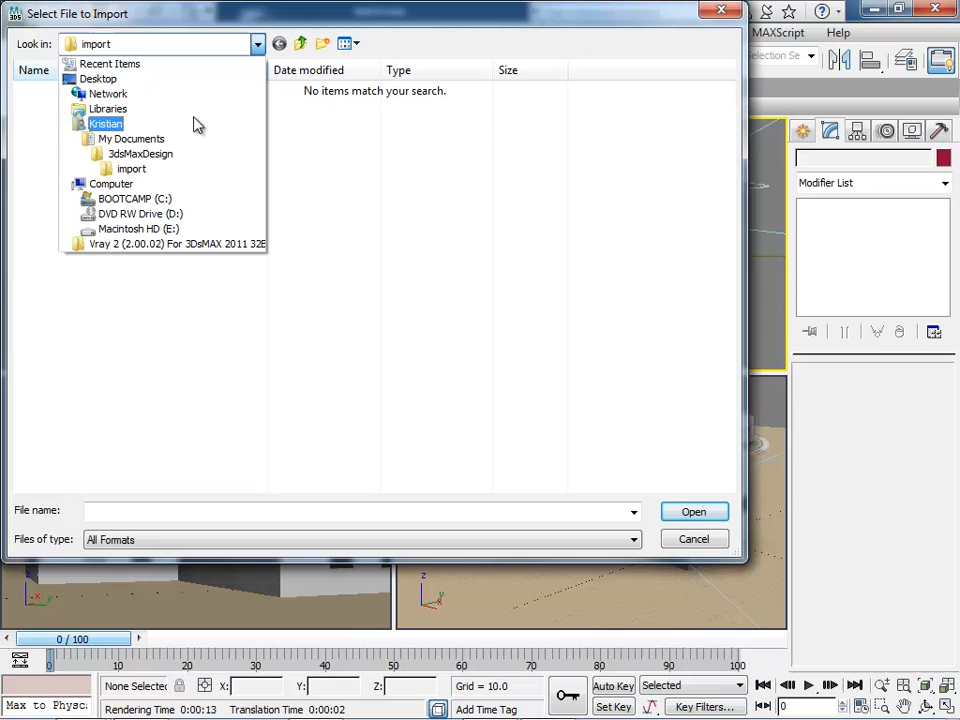 Select File to Import
Look in: import
MAXScript Help
Name Date modified Type Size
No items match your search.
Recent Items
Desktop
Network
Libraries
Kristian
My Documents
3dsMaxDesign
import
Computer
BOOTCAMP (C:)
DVD RW Drive (D:)
Macintosh HD (E:)
Vray 2 (2.00.02) For 3DsMAX 2011 32B
Modifier List
File name:
Open
Files of type: All Formats
Cancel
z
x y
z
x y
0 / 100
0 10 20 30 40 50 60 70 80 90 100
None Selected X: Y: Z: Grid = 10.0 Auto Key Selected
Max to Physc Rendering Time 0:00:13 Translation Time 0:00:02 Add Time Tag Set Key Key Filters... 0